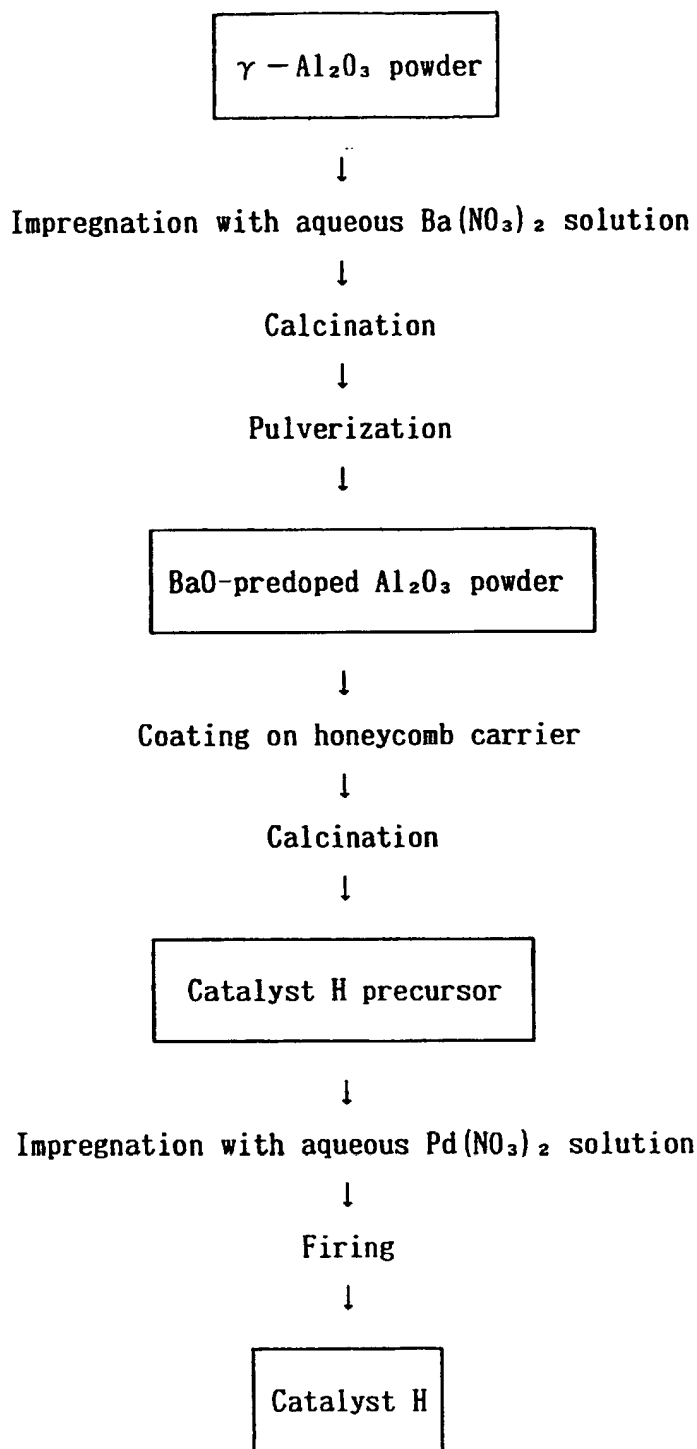 γ-Al₂O₃ powder
↓
Impregnation with aqueous Ba(NO₃)₂ solution
↓
Calcination
↓
Pulverization
↓
BaO-predoped Al₂O₃ powder
↓
Coating on honeycomb carrier
↓
Calcination
↓
Catalyst H precursor
↓
Impregnation with aqueous Pd(NO₃)₂ solution
↓
Firing
↓
Catalyst H